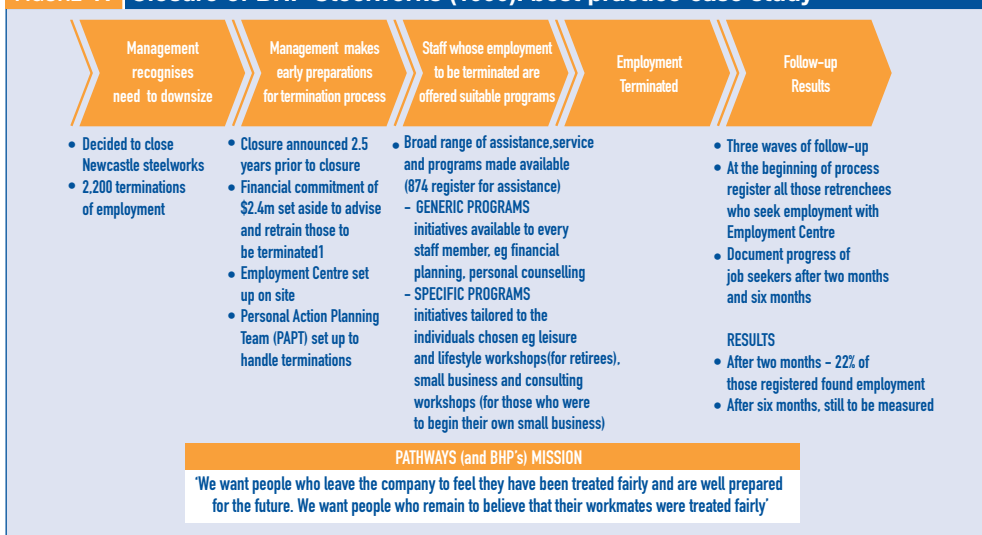 Closure of BHP Steelworks best practice case study
Management
recognises
need to downsize
Management makes
early preparations
for termination process
Staff whose employment
to be terminated are
offered suitable programs
Employment
Terminated
Follow-up
Results
• Decided to close
Newcastle steelworks
• 2,200 terminations
of employment
• Closure announced 2.5
years prior to closure
• Financial commitment of
$2.4m set aside to advise
and retrain those to
be terminated1
• Employment Centre set
up on site
• Personal Action Planning
Team (PAPT) set up to
handle terminations
• Broad range of assistance,service
and programs made available
(874 register for assistance)
– GENERIC PROGRAMS
initiatives available to every
staff member, eg financial
planning, personal counselling
– SPECIFIC PROGRAMS
initiatives tailored to the
individuals chosen eg leisure
and lifestyle workshops(for retirees),
small business and consulting
workshops (for those who were
to begin their own small business)
• Three waves of follow-up
• At the beginning of process
register all those retrenchees
who seek employment with
Employment Centre
• Document progress of
job seekers after two months
and six months
RESULTS
• After two months – 22% of
those registered found employment
• After six months, still to be measured
PATHWAYS (and BHP's) MISSION
'We want people who leave the company to feel they have been treated fairly and are well prepared
for the future. We want people who remain to believe that their workmates were treated fairly'